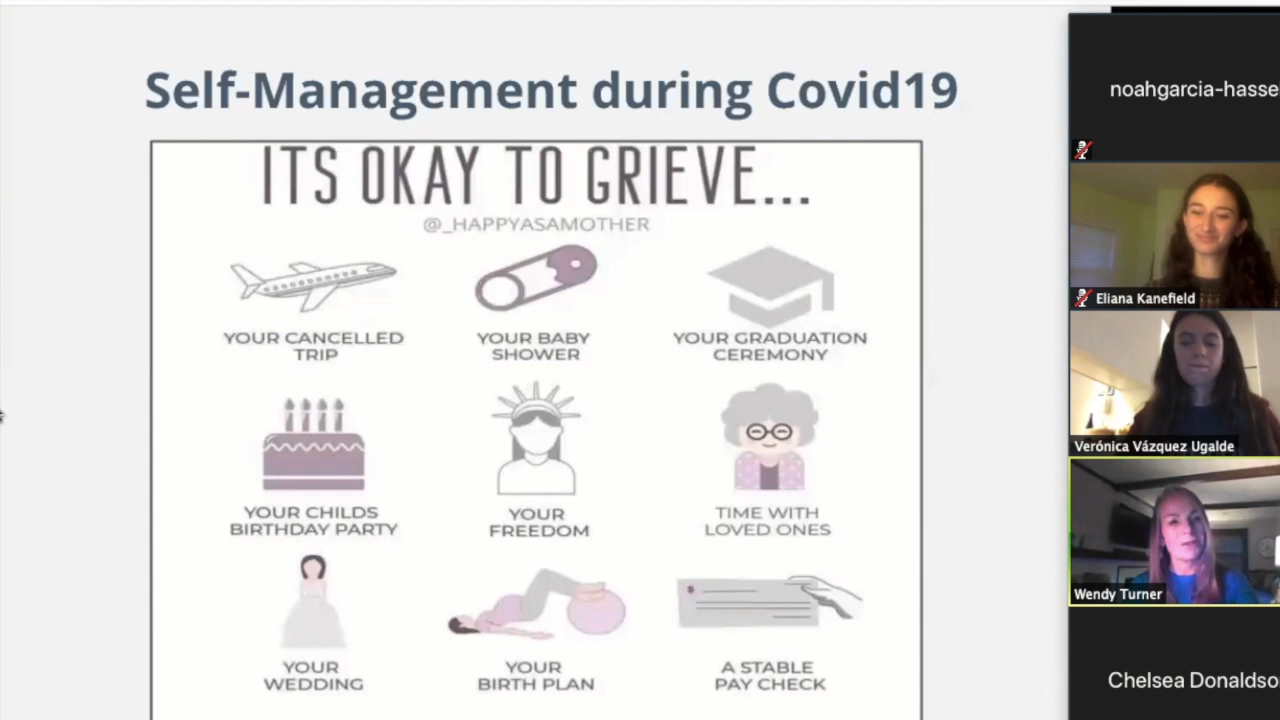 Self-Management during Covid19
ITS OKAY TO GRIEVE...
@_HAPPYASAMOTHER
YOUR CANCELLED
TRIP
YOUR BABY
SHOWER
YOUR GRADUATION
CEREMONY
YOUR CHILDS
BIRTHDAY PARTY
YOUR
FREEDOM
TIME WITH
LOVED ONES
YOUR
WEDDING
YOUR
BIRTH PLAN
A STABLE
PAY CHECK
noahgarcia-hasse
Eliana Kanefield
Verónica Vázquez Ugalde
Wendy Turner
Chelsea Donaldso